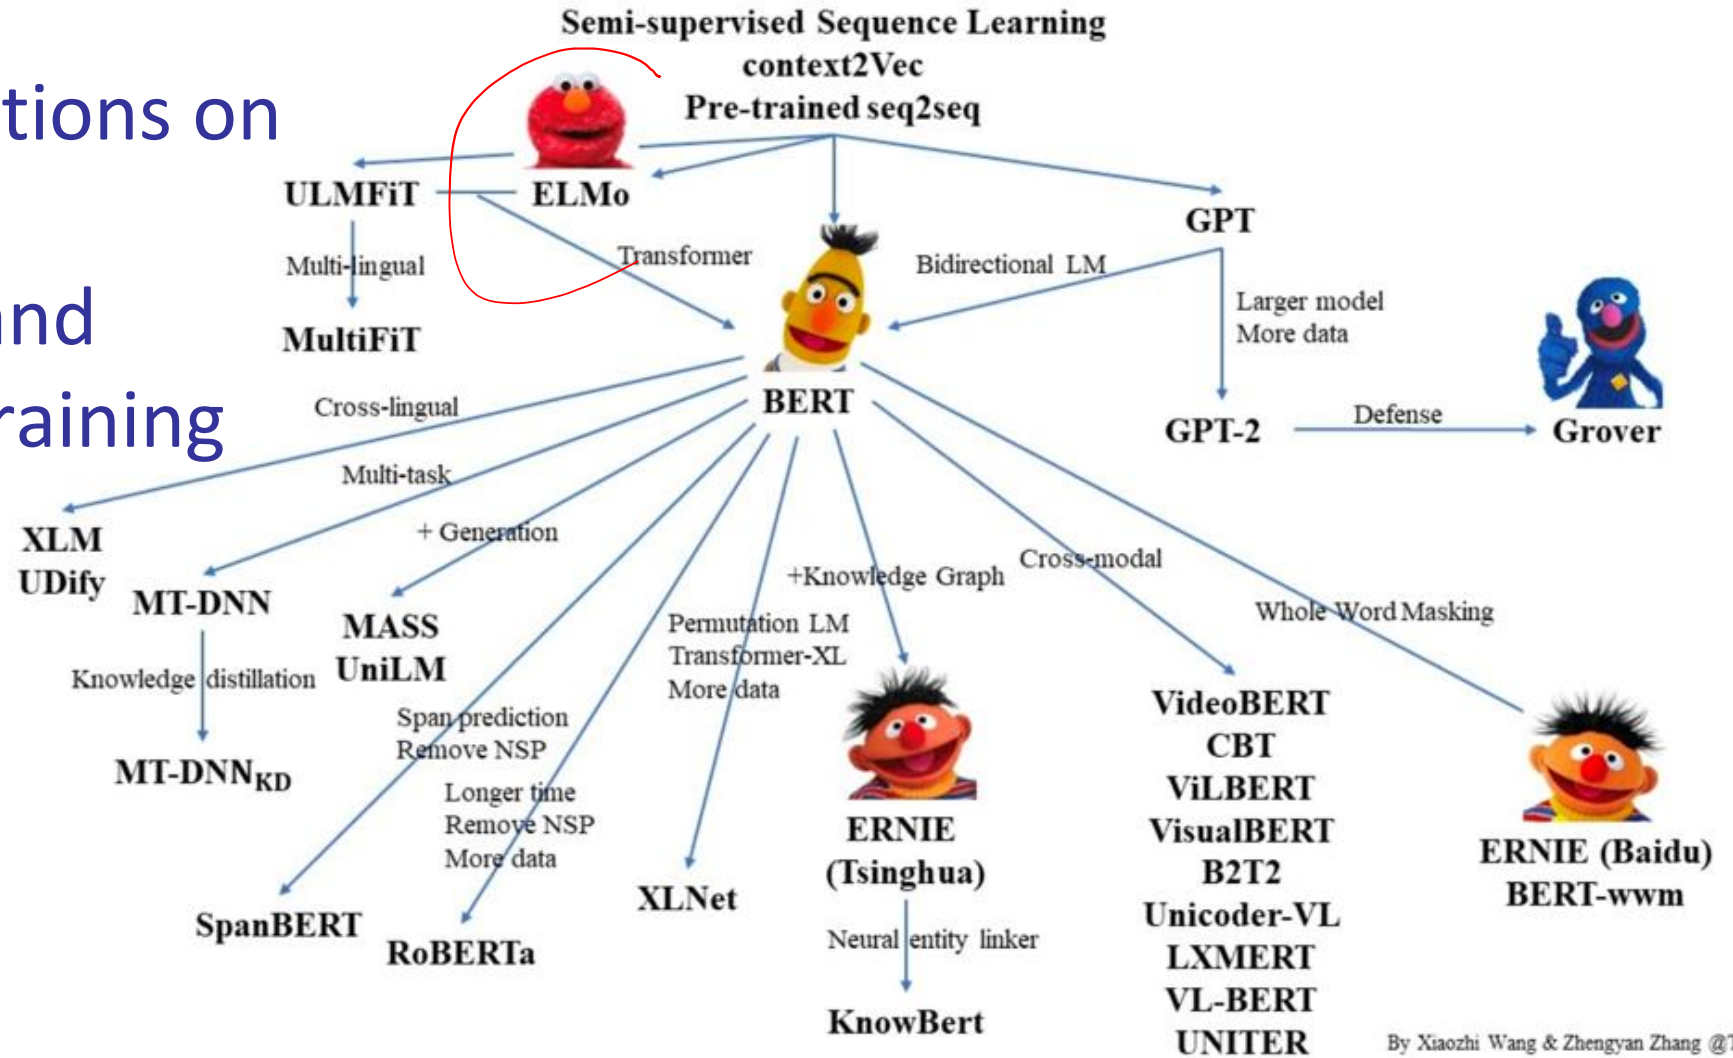 Semi-supervised Sequence Learning
context2Vec
Pre-trained seq2seq
tions on
and
raining
ULMFiT
ELMo
GPT
Multi-lingual
Transformer
Bidirectional LM
Larger model
More data
MultiFiT
BERT
Cross-lingual
GPT-2
Defense
Grover
Multi-task
+ Generation
XLM
UDify
MT-DNN
MASS
UniLM
+Knowledge Graph
Cross-modal
Whole Word Masking
Permutation LM
Transformer-XL
More data
Knowledge distillation
MT-DNNKD
Span prediction
Remove NSP
Longer time
Remove NSP
More data
SpanBERT
RoBERTa
XLNet
ERNIE
(Tsinghua)
Neural entity linker
KnowBert
VideoBERT
CBT
ViLBERT
VisualBERT
B2T2
Unicoder-VL
LXMERT
VL-BERT
UNITER
ERNIE (Baidu)
BERT-wwm
By Xiaozhi Wang & Zhengyan Zhang @T